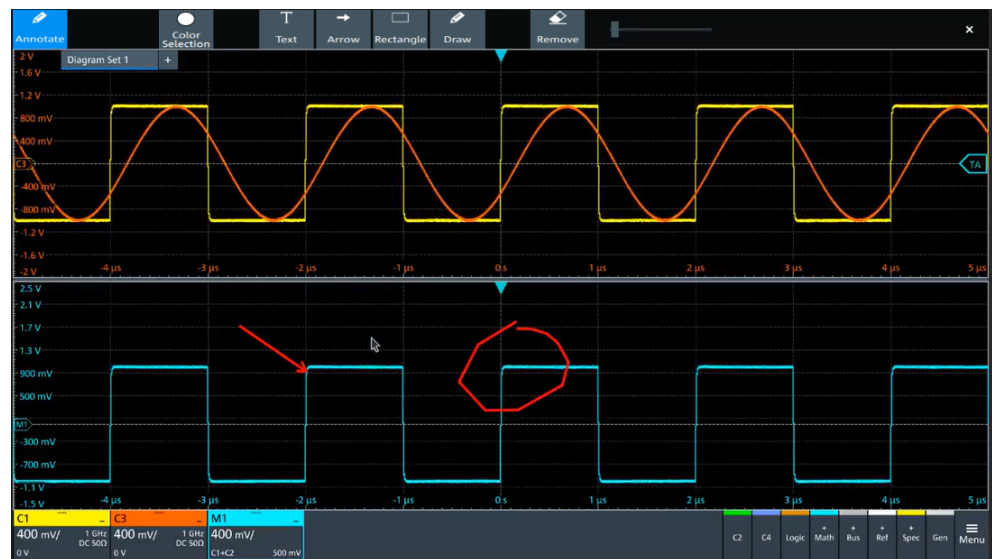 Annotate
Color
Selection
T
Text
Arrow
Rectangle
Draw
Remove
×
Diagram Set 1 +
2 V
1.6 V
1.2 V
800 mV
400 mV
C3
TA
-400 mV
-800 mV
-1.2 V
-1.6 V
-2 V
-4 µs -3 µs -2 µs -1 µs 0 s 1 µs 2 µs 3 µs 4 µs 5 µs
2.5 V
2.1 V
1.7 V
1.3 V
900 mV
500 mV
M1
-300 mV
-700 mV
-1.1 V
-1.5 V
-4 µs -3 µs -2 µs -1 µs 0 s 1 µs 2 µs 3 µs 4 µs 5 µs
C1
400 mV/ 1 GHz
DC 50Ω
0 V
C3
400 mV/ 1 GHz
DC 50Ω
0 V
M1
400 mV/
C1+C2 500 mV
C2
C4
Logic
+
Math
+
Bus
+
Ref
+
Spec
Gen
Menu